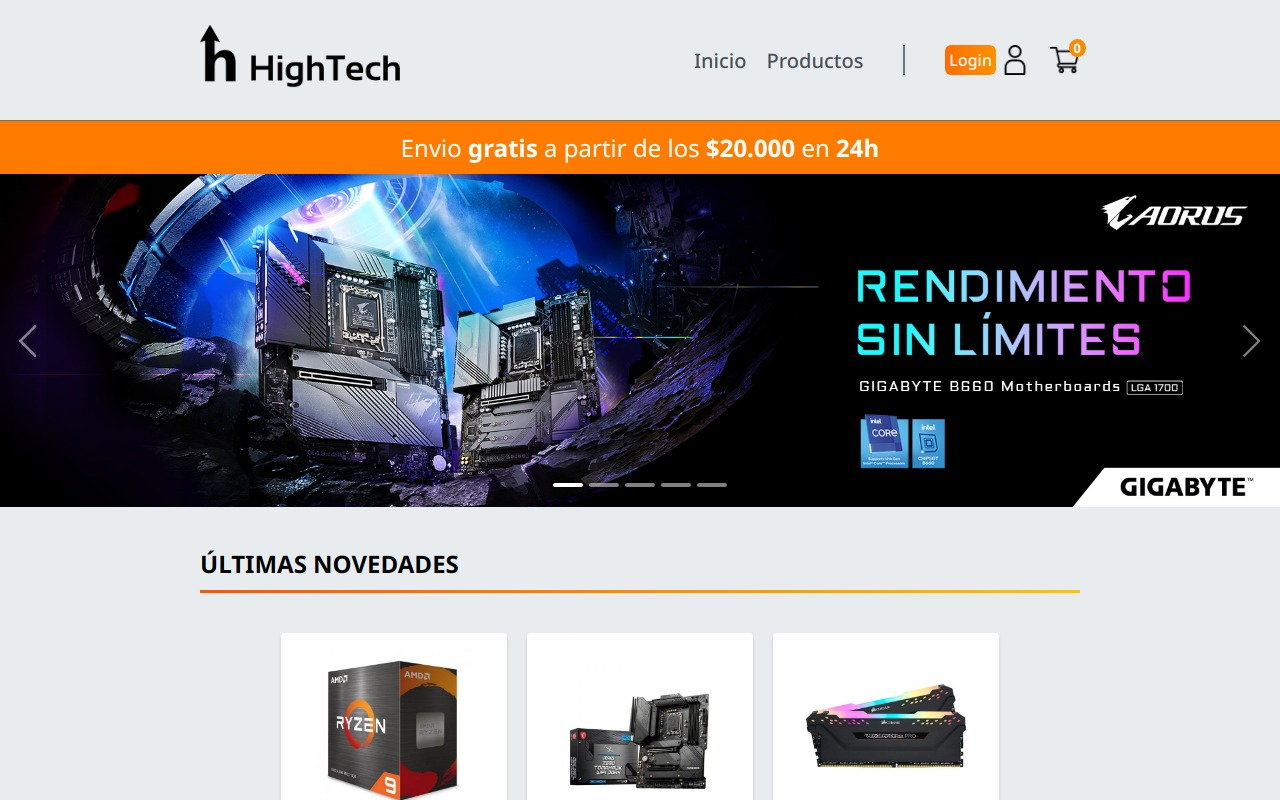 HighTech
Inicio Productos
Login
0
Envio gratis a partir de los $20.000 en 24h
AORUS
RENDIMIENTO
SIN LÍMITES
GIGABYTE B660 Motherboards LGA 1700
intel CORE
intel CHIPSET B660
GIGABYTE™
ÚLTIMAS NOVEDADES
AMD
AMD
RYZEN
9